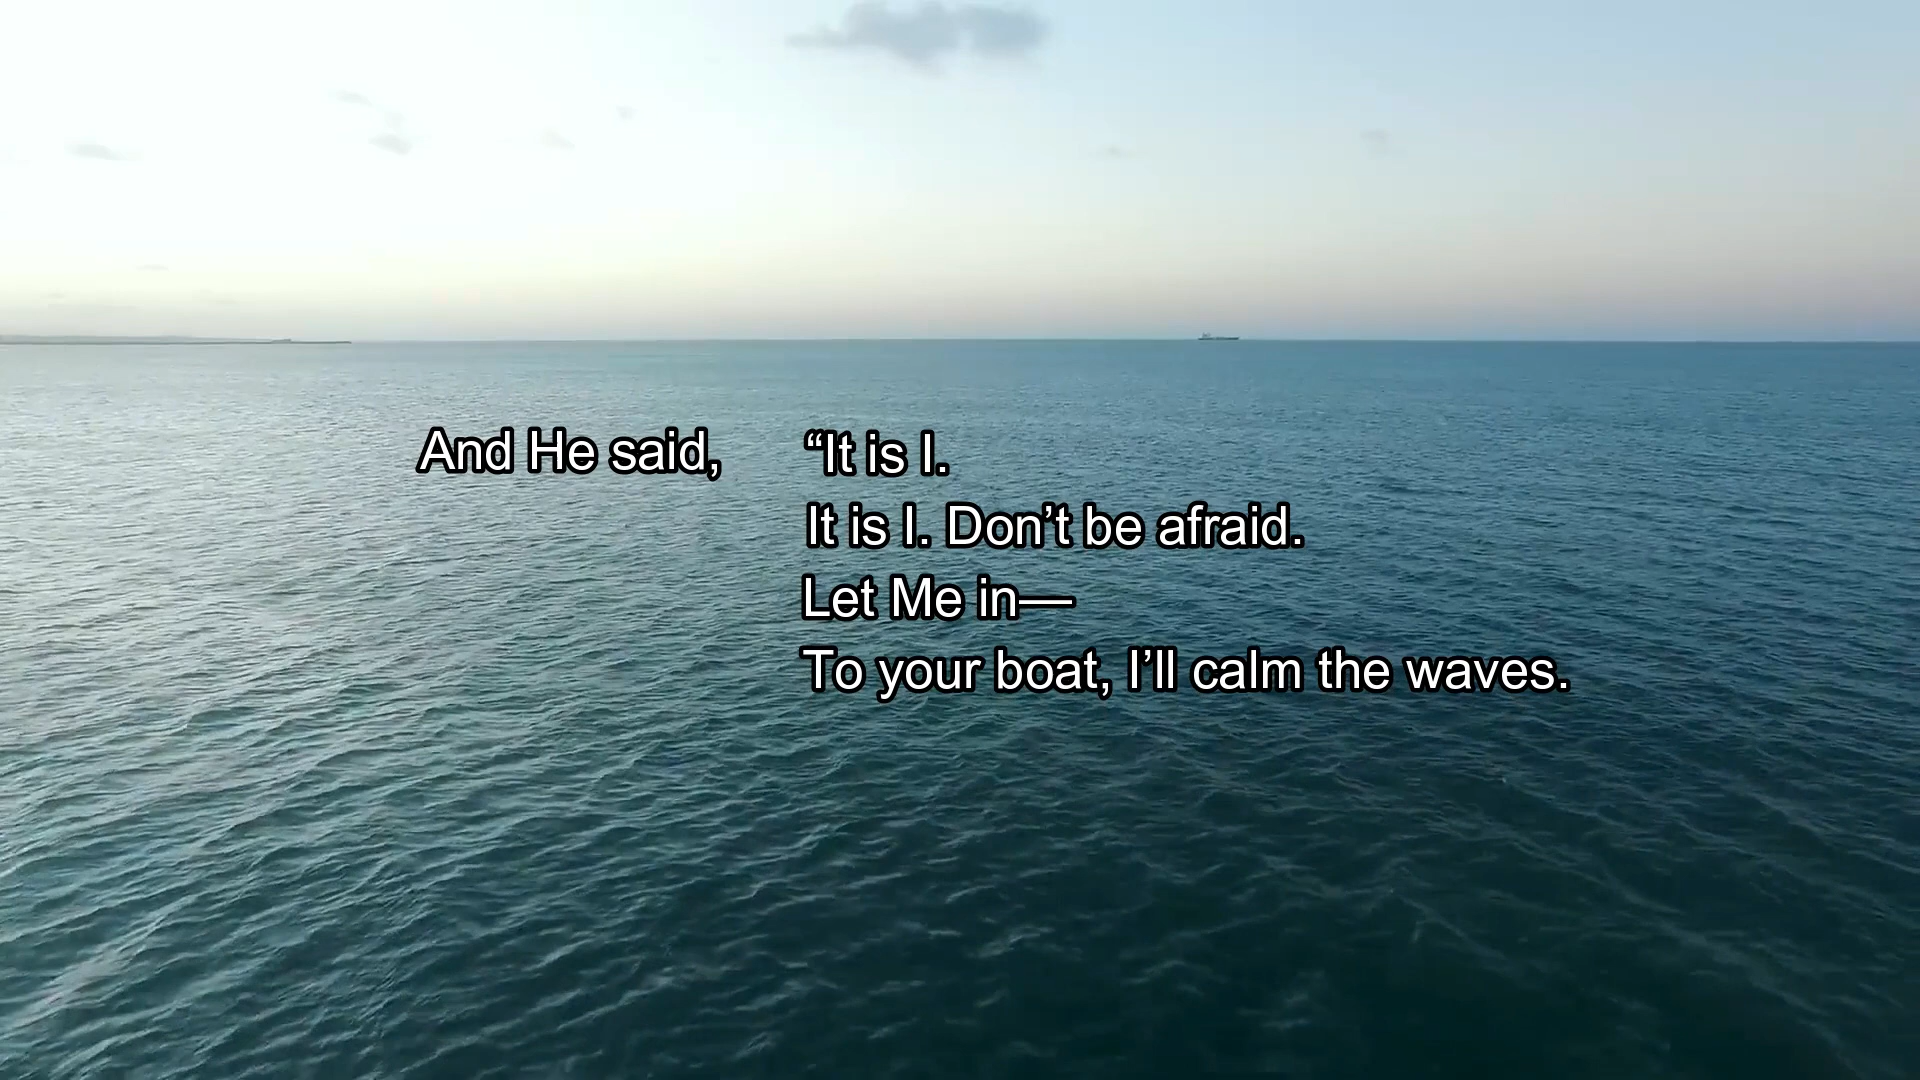 And He said, “It is I.
It is I. Don’t be afraid.
Let Me in—
To your boat, I’ll calm the waves.